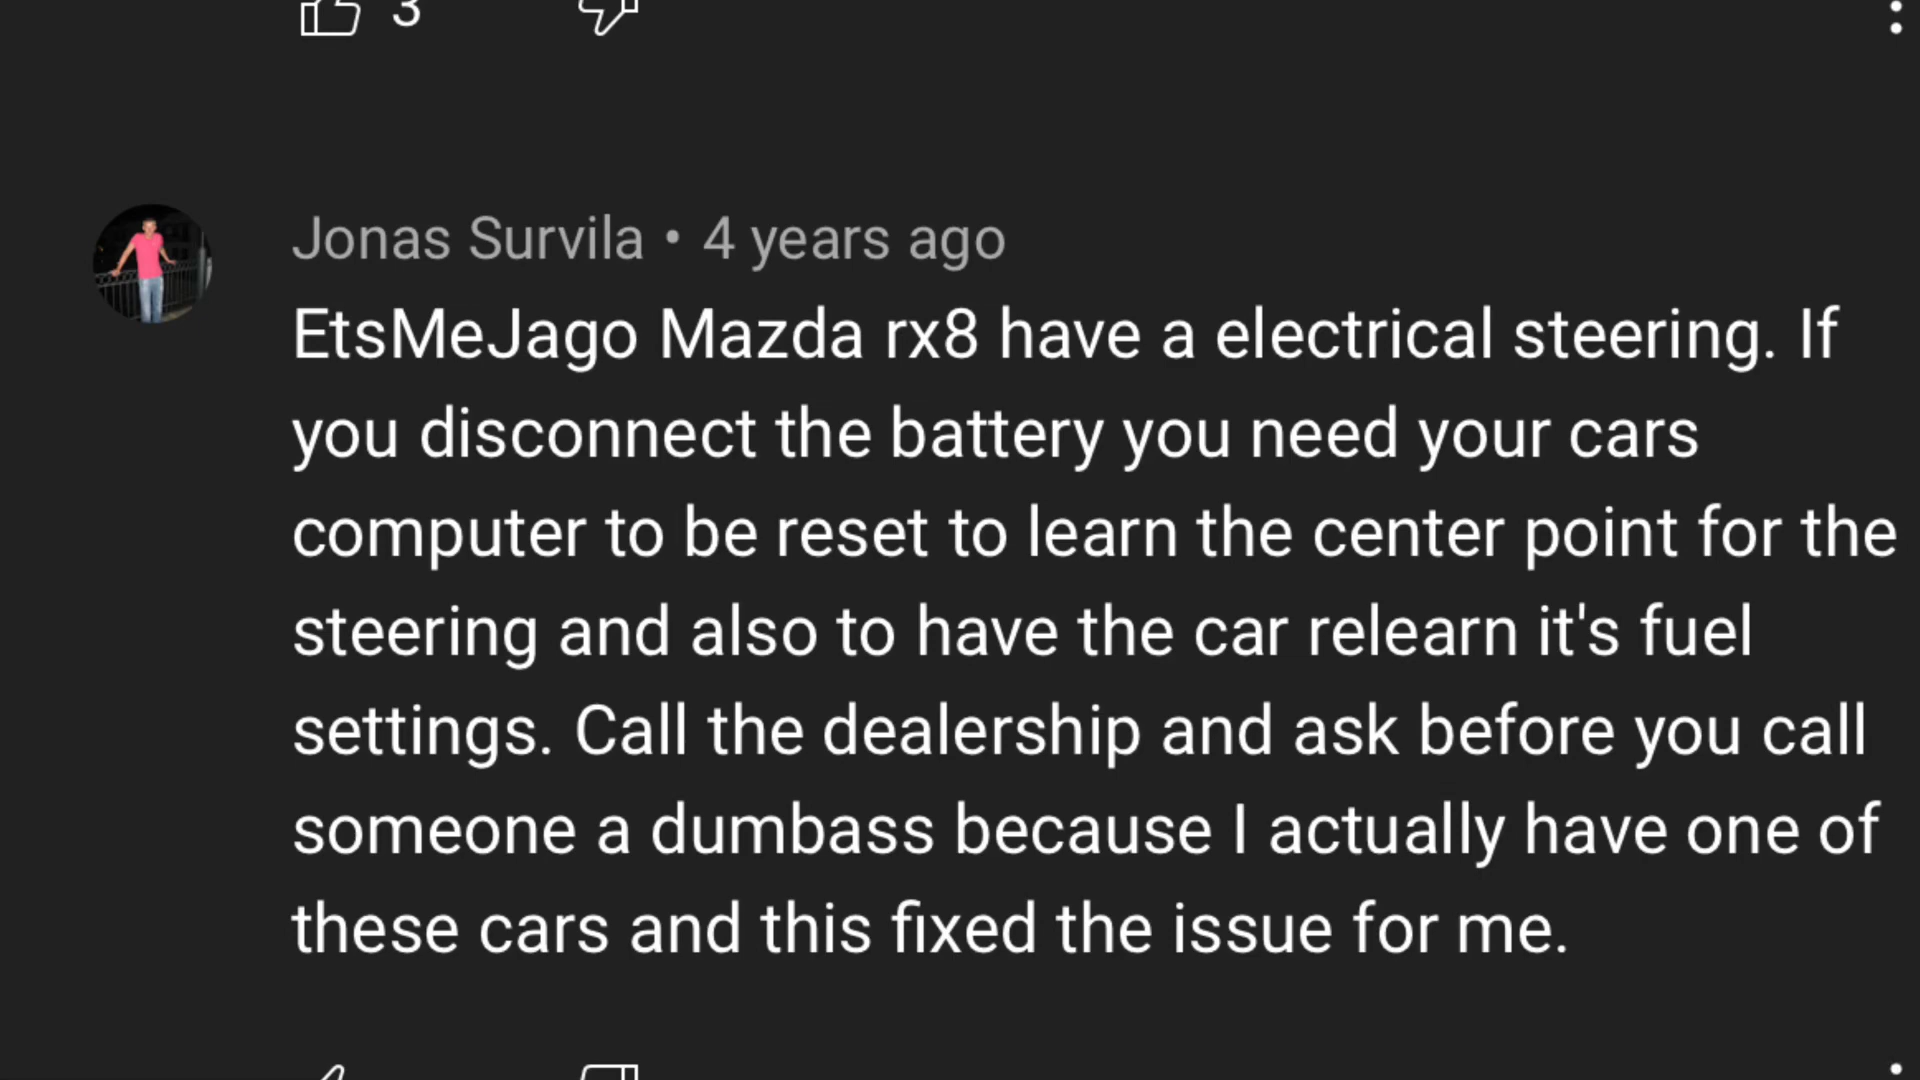 3
Jonas Survila • 4 years ago
EtsMeJago Mazda rx8 have a electrical steering. If
you disconnect the battery you need your cars
computer to be reset to learn the center point for the
steering and also to have the car relearn it's fuel
settings. Call the dealership and ask before you call
someone a dumbass because I actually have one of
these cars and this fixed the issue for me.